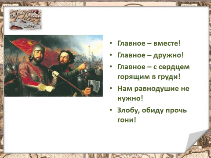 • Главное – вместе!
• Главное – дружно!
• Главное – с сердцем
горящим в груди!
• Нам равнодушие не
нужно!
• Злобу, обиду прочь
гони!